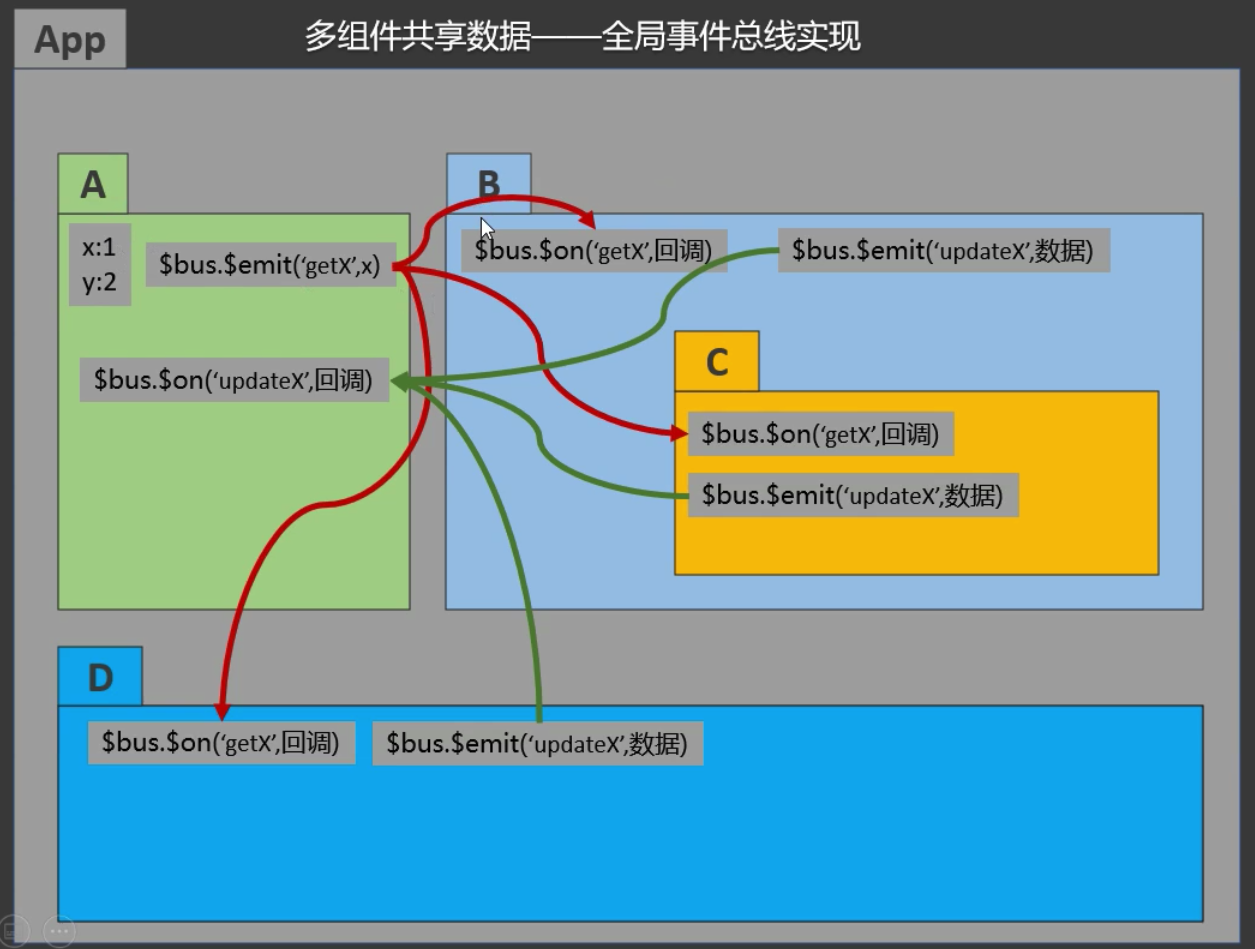 App
多组件共享数据——全局事件总线实现
A
x:1
y:2
$bus.$emit(‘getX’,x)
$bus.$on(‘updateX’,回调)
B
$bus.$on(‘getX’,回调)
$bus.$emit(‘updateX’,数据)
C
$bus.$on(‘getX’,回调)
$bus.$emit(‘updateX’,数据)
D
$bus.$on(‘getX’,回调)
$bus.$emit(‘updateX’,数据)